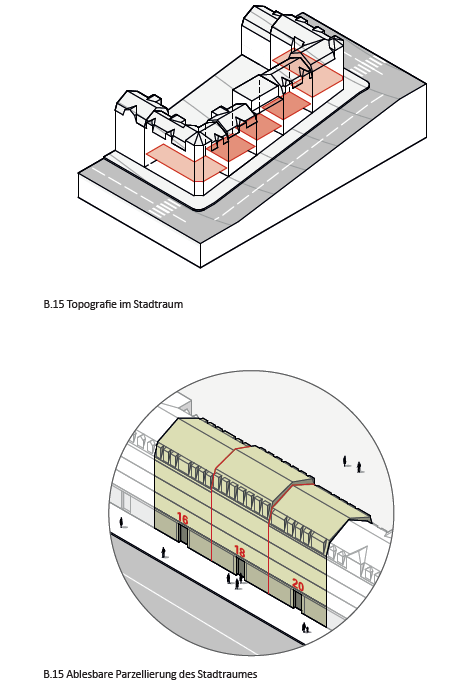 B.15 Topografie im Stadtraum
16
18
20
B.15 Ablesbare Parzellierung des Stadtraumes